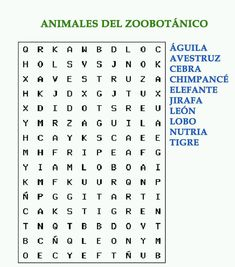 ANIMALES DEL ZOOBOTÁNICO
Q R K A W B D L O C
H O L S V S J N O K
X A V E S T R U Z A
H K J D X G J T U X
X D I D O T S R E U
Y M R Z A G U I L A
H C A Y K S C A E E
M H F R I P E A F G
Y I A M L O B O A I
K M F K U U R Q N P
Ñ P G G I T A R T I
C A K S T I G R E N
T N Q T B B D O V T
B C Ñ Q L E O N Y M
O E C Y E F T Ñ U B
ÁGUILA
AVESTRUZ
CEBRA
CHIMPANCÉ
ELEFANTE
JIRAFA
LEÓN
LOBO
NUTRIA
TIGRE